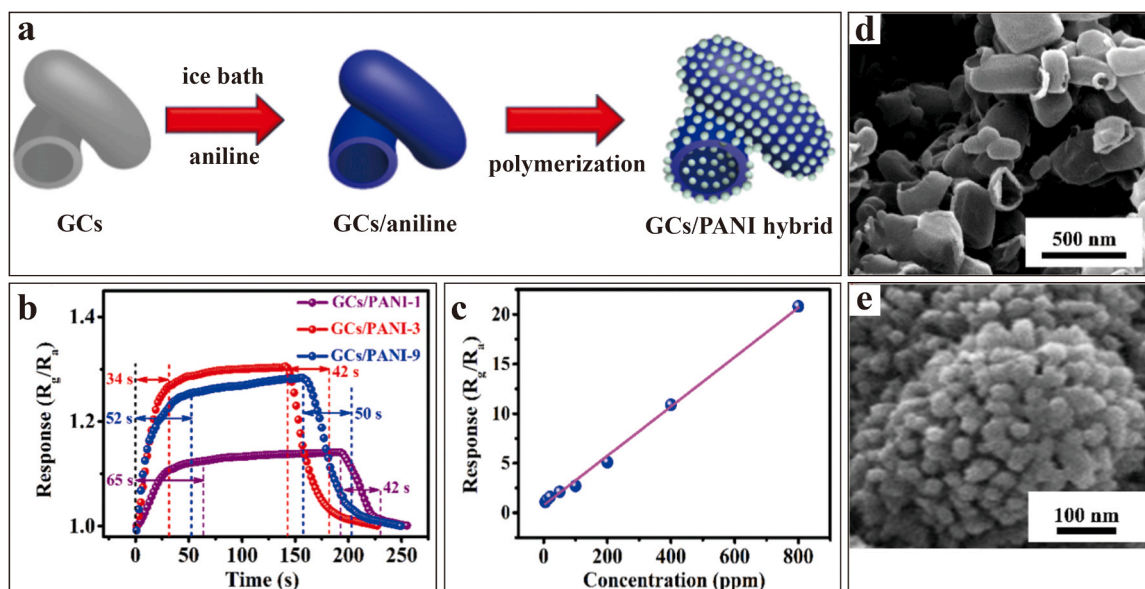 a
ice bath
aniline
polymerization
GCs
GCs/aniline
GCs/PANI hybrid
d
500 nm
b
Response (Rg/Ra)
1.4
1.2
1.0
GCs/PANI-1
GCs/PANI-3
GCs/PANI-9
34 s
42 s
52 s
50 s
65 s
42 s
0 50 100 150 200 250
Time (s)
c
Response (Rg/Ra)
20
15
10
5
0
0 200 400 600 800
Concentration (ppm)
e
100 nm